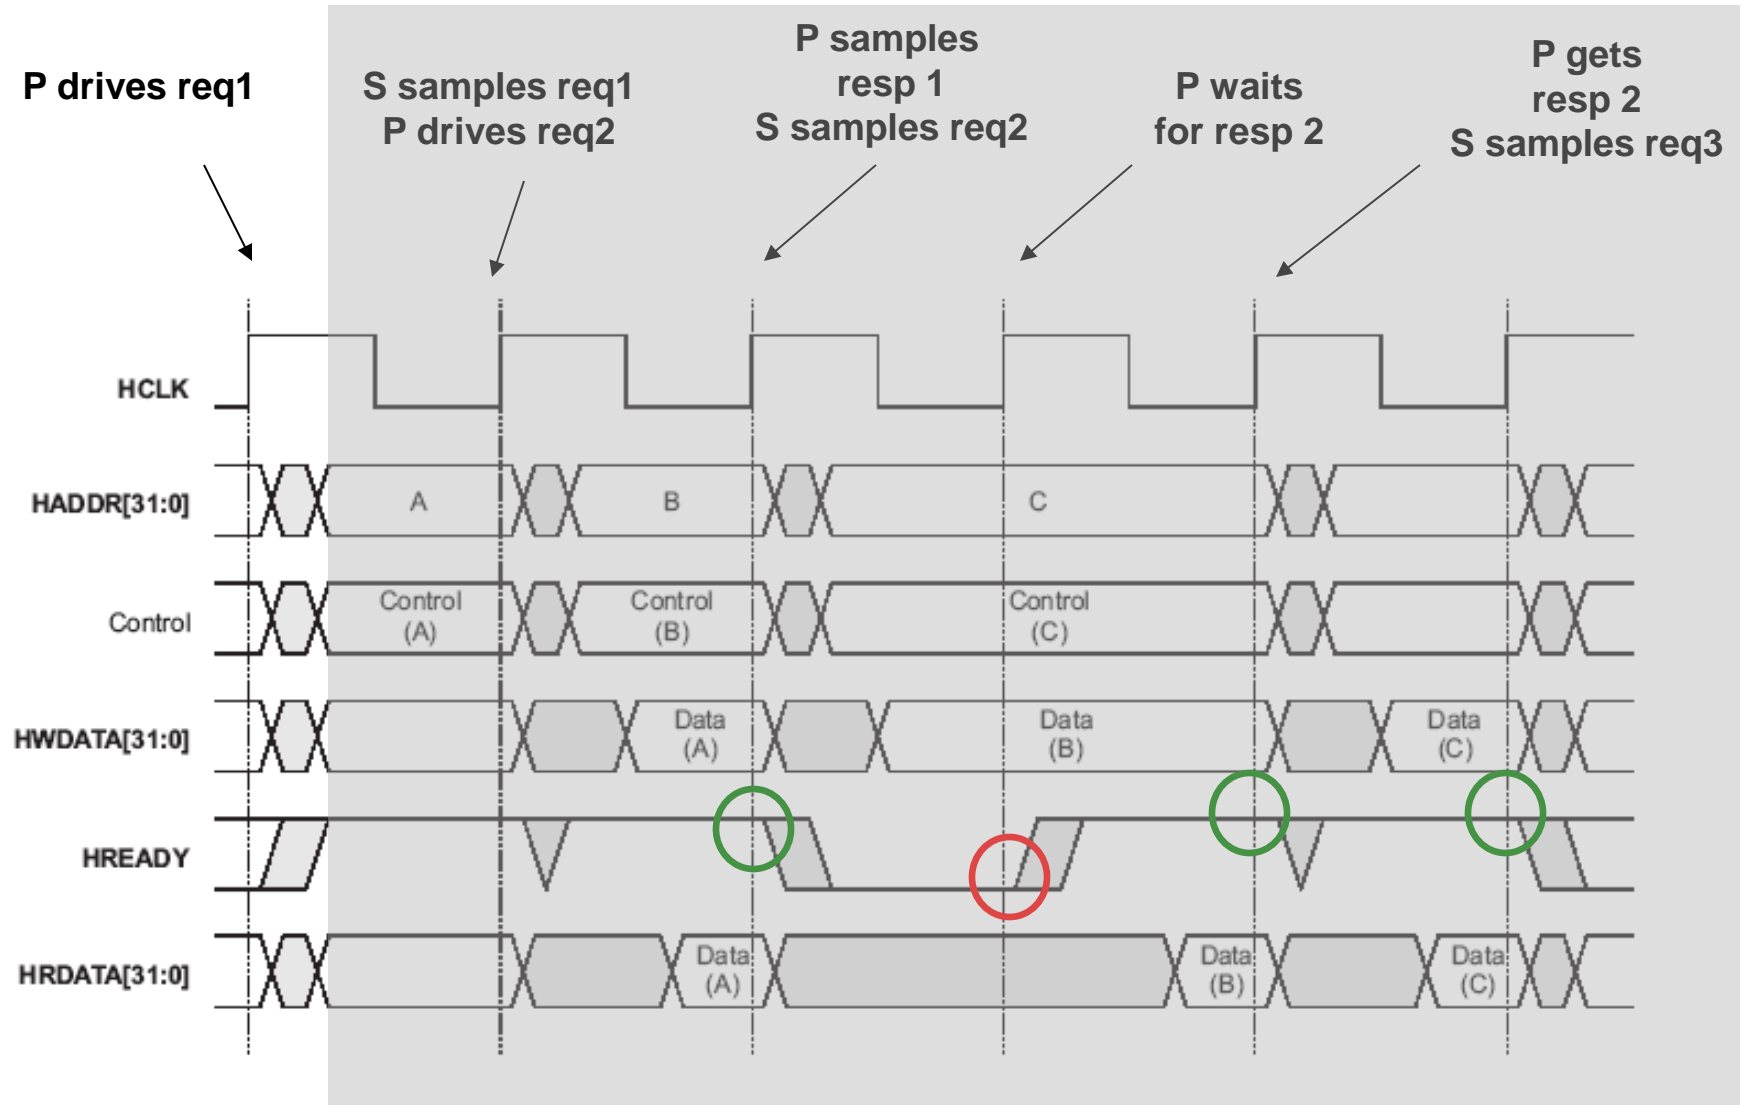 P drives req1
S samples req1
P drives req2
P samples
resp 1
S samples req2
P waits
for resp 2
P gets
resp 2
S samples req3
HCLK
HADDR[31:0]
A
B
C
Control
Control
(A)
Control
(B)
Control
(C)
HWDATA[31:0]
Data
(A)
Data
(B)
Data
(C)
HREADY
HRDATA[31:0]
Data
(A)
Data
(B)
Data
(C)